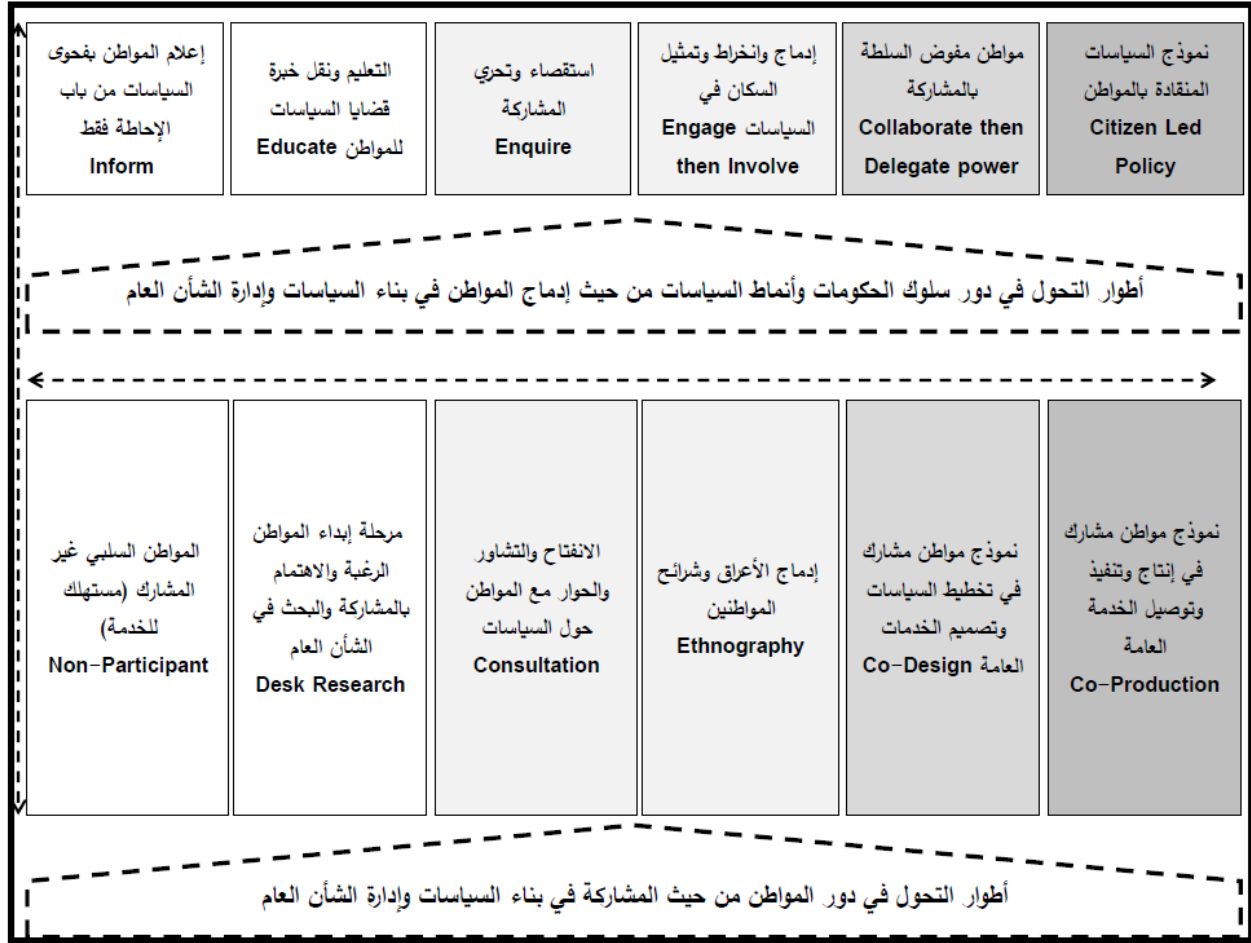 إعلام المواطن بفحوى
السياسات من باب
الإحاطة فقط
Inform
التعليم ونقل خبرة
قضايا السياسات
للمواطن Educate
استقصاء وتحري
المشاركة
Enquire
إدماج وانخراط وتمثيل
السكان في
السياسات Engage
then Involve
مواطن مفوض السلطة
بالمشاركة
Collaborate then
Delegate power
نموذج السياسات
المنقادة بالمواطن
Citizen Led
Policy
أطوار التحول في دور سلوك الحكومات وأنماط السياسات من حيث إدماج المواطن في بناء السياسات وإدارة الشأن العام
المواطن السلبي غير
المشارك (مستهلك
للخدمة)
Non-Participant
مرحلة إبداء المواطن
الرغبة والاهتمام
بالمشاركة والبحث في
الشأن العام
Desk Research
الانفتاح والتشاور
والحوار مع المواطن
حول السياسات
Consultation
إدماج الأعراق وشرائح
المواطنين
Ethnography
نموذج مواطن مشارك
في تخطيط السياسات
وتصميم الخدمات
العامة Co-Design
نموذج مواطن مشارك
في إنتاج وتنفيذ
وتوصيل الخدمة
العامة
Co-Production
أطوار التحول في دور المواطن من حيث المشاركة في بناء السياسات وإدارة الشأن العام